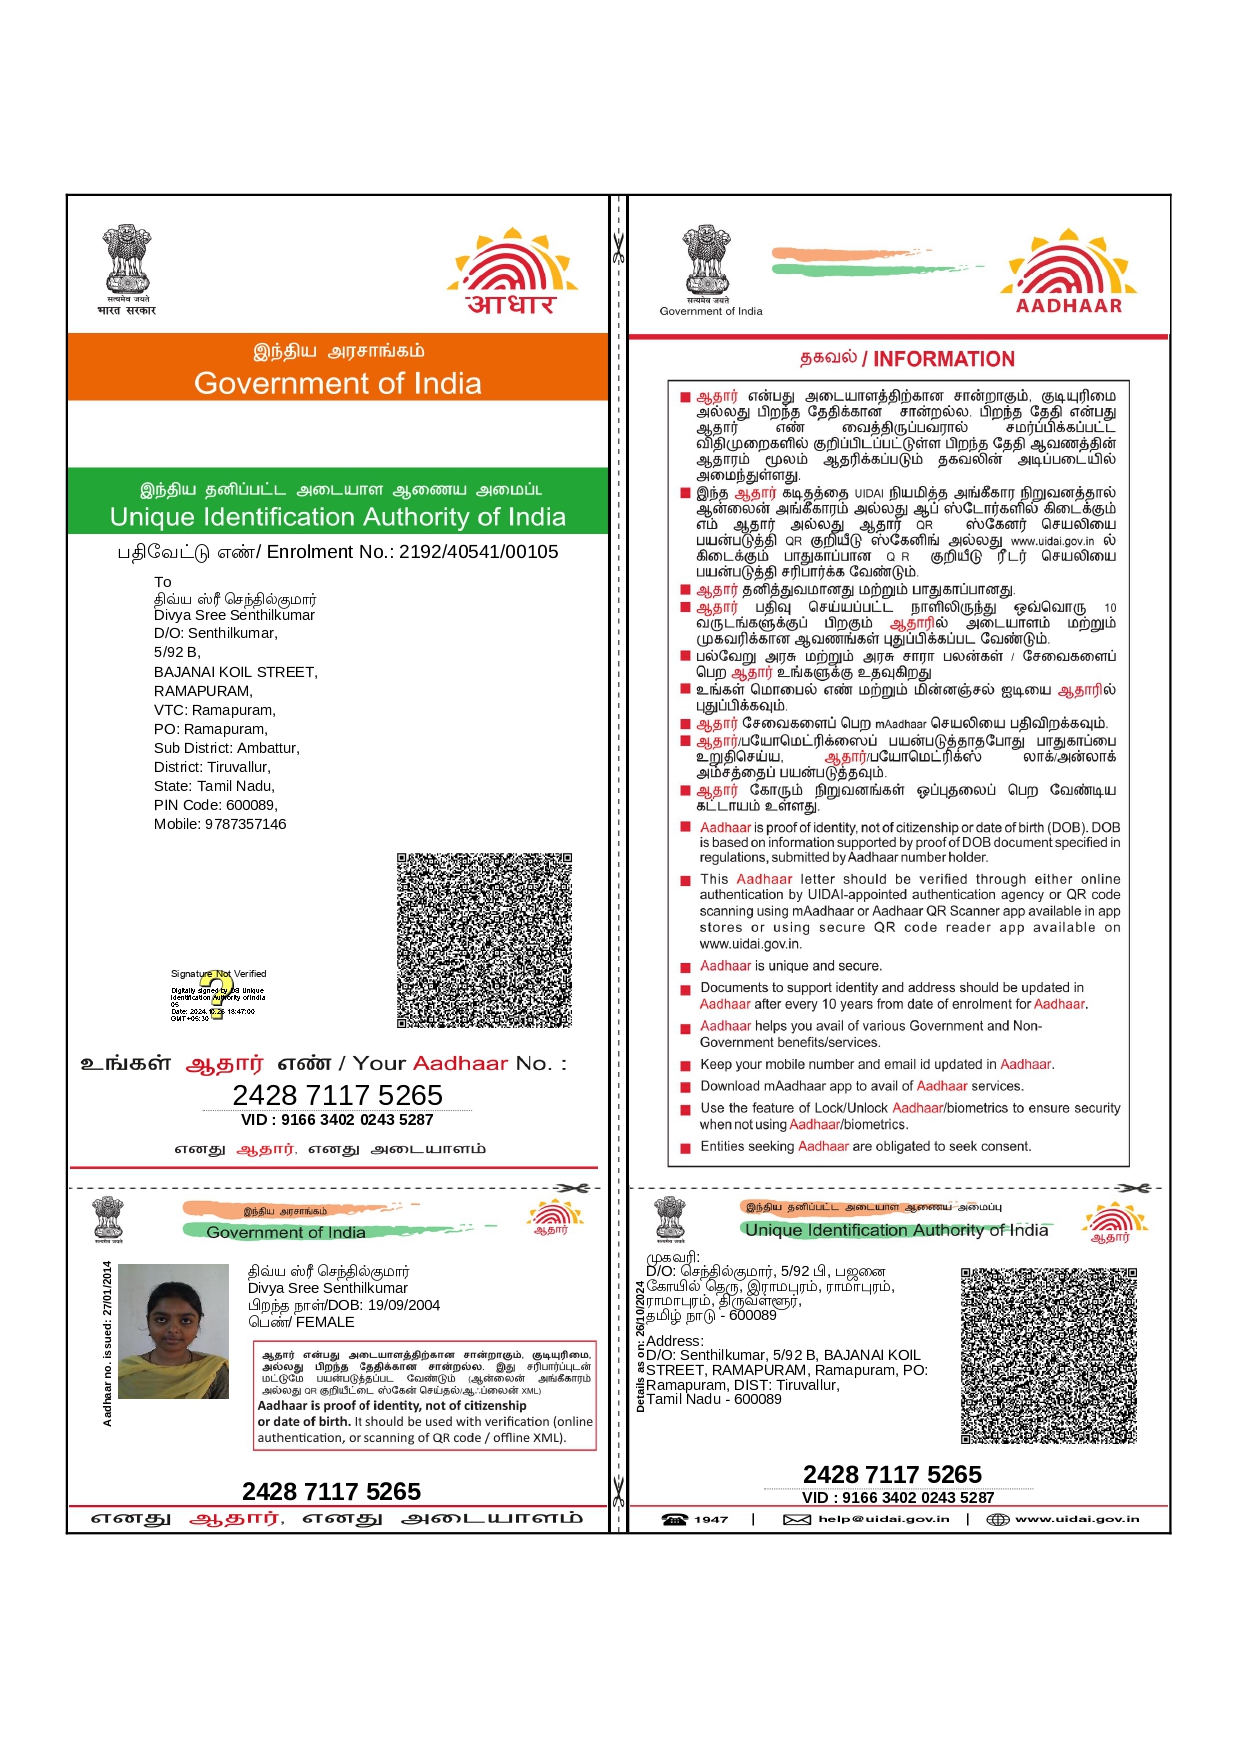 सत्यमेव जयते
भारत सरकार
आधार
இந்திய அரசாங்கம்
Government of India
இந்திய தனிப்பட்ட அடையாள ஆணைய அமைப்பு
Unique Identification Authority of India
பதிவேட்டு எண்/ Enrolment No.: 2192/40541/00105
To
திவ்ய ஸ்ரீ செந்தில்குமார்
Divya Sree Senthilkumar
D/O: Senthilkumar,
5/92 B,
BAJANAI KOIL STREET,
RAMAPURAM,
VTC: Ramapuram,
PO: Ramapuram,
Sub District: Ambattur,
District: Tiruvallur,
State: Tamil Nadu,
PIN Code: 600089,
Mobile: 9787357146
Signature Not Verified
Digitally signed by DS Unique
Identification Authority of India
05
Date: 2024.10.26 18:47:00
GMT+05:30
உங்கள் ஆதார் எண் / Your Aadhaar No. :
2428 7117 5265
VID : 9166 3402 0243 5287
எனது ஆதார், எனது அடையாளம்
இந்திய அரசாங்கம்
Government of India
ஆதார்
Aadhaar no. issued: 27/01/2014
திவ்ய ஸ்ரீ செந்தில்குமார்
Divya Sree Senthilkumar
பிறந்த நாள்/DOB: 19/09/2004
பெண்/ FEMALE
ஆதார் என்பது அடையாளத்திற்கான சான்றாகும், குடியுரிமை,
அல்லது பிறந்த தேதிக்கான சான்றல்ல. இது சரிபார்ப்புடன்
மட்டுமே பயன்படுத்தப்பட வேண்டும் (ஆன்லைன் அங்கீகாரம்
அல்லது QR குறியீட்டை ஸ்கேன் செய்தல்/ஆஃப்லைன் XML)
Aadhaar is proof of identity, not of citizenship
or date of birth. It should be used with verification (online
authentication, or scanning of QR code / offline XML).
2428 7117 5265
எனது ஆதார், எனது அடையாளம்
सत्यमेव जयते
Government of India
AADHAAR
தகவல் / INFORMATION
ஆதார் என்பது அடையாளத்திற்கான சான்றாகும், குடியுரிமை
அல்லது பிறந்த தேதிக்கான சான்றல்ல. பிறந்த தேதி என்பது
ஆதார் எண் வைத்திருப்பவரால் சமர்ப்பிக்கப்பட்ட
விதிமுறைகளில் குறிப்பிடப்பட்டுள்ள பிறந்த தேதி ஆவணத்தின்
ஆதாரம் மூலம் ஆதரிக்கப்படும் தகவலின் அடிப்படையில்
அமைந்துள்ளது.
இந்த ஆதார் கடிதத்தை UIDAI நியமித்த அங்கீகார நிறுவனத்தால்
ஆன்லைன் அங்கீகாரம் அல்லது ஆப் ஸ்டோர்களில் கிடைக்கும்
எம் ஆதார் அல்லது ஆதார் QR ஸ்கேனர் செயலியை
பயன்படுத்தி QR குறியீடு ஸ்கேனிங் அல்லது www.uidai.gov.in ல்
கிடைக்கும் பாதுகாப்பான Q R குறியீடு ரீடர் செயலியை
பயன்படுத்தி சரிபார்க்க வேண்டும்.
ஆதார் தனித்துவமானது மற்றும் பாதுகாப்பானது.
ஆதார் பதிவு செய்யப்பட்ட நாளிலிருந்து ஒவ்வொரு 10
வருடங்களுக்குப் பிறகும் ஆதாரில் அடையாளம் மற்றும்
முகவரிக்கான ஆவணங்கள் புதுப்பிக்கப்பட வேண்டும்.
பல்வேறு அரசு மற்றும் அரசு சாரா பலன்கள் / சேவைகளைப்
பெற ஆதார் உங்களுக்கு உதவுகிறது
உங்கள் மொபைல் எண் மற்றும் மின்னஞ்சல் ஐடியை ஆதாரில்
புதுப்பிக்கவும்.
ஆதார் சேவைகளைப் பெற mAadhaar செயலியை பதிவிறக்கவும்.
ஆதார்/பயோமெட்ரிக்ஸைப் பயன்படுத்தாதபோது பாதுகாப்பை
உறுதிசெய்ய, ஆதார்/பயோமெட்ரிக்ஸ் லாக்/அன்லாக்
அம்சத்தைப் பயன்படுத்தவும்.
ஆதார் கோரும் நிறுவனங்கள் ஒப்புதலைப் பெற வேண்டிய
கட்டாயம் உள்ளது.
Aadhaar is proof of identity, not of citizenship or date of birth (DOB). DOB
is based on information supported by proof of DOB document specified in
regulations, submitted by Aadhaar number holder.
This Aadhaar letter should be verified through either online
authentication by UIDAI-appointed authentication agency or QR code
scanning using mAadhaar or Aadhaar QR Scanner app available in app
stores or using secure QR code reader app available on
www.uidai.gov.in.
Aadhaar is unique and secure.
Documents to support identity and address should be updated in
Aadhaar after every 10 years from date of enrolment for Aadhaar.
Aadhaar helps you avail of various Government and Non-
Government benefits/services.
Keep your mobile number and email id updated in Aadhaar.
Download mAadhaar app to avail of Aadhaar services.
Use the feature of Lock/Unlock Aadhaar/biometrics to ensure security
when not using Aadhaar/biometrics.
Entities seeking Aadhaar are obligated to seek consent.
இந்திய தனிப்பட்ட அடையாள ஆணைய அமைப்பு
Unique Identification Authority of India
ஆதார்
Details as on: 26/10/2024
முகவரி:
D/O: செந்தில்குமார், 5/92 பி, பஜனை
கோயில் தெரு, இராமபுரம், ராமாபுரம்,
ராமாபுரம், திருவள்ளூர்,
தமிழ் நாடு - 600089
Address:
D/O: Senthilkumar, 5/92 B, BAJANAI KOIL
STREET, RAMAPURAM, Ramapuram, PO:
Ramapuram, DIST: Tiruvallur,
Tamil Nadu - 600089
2428 7117 5265
VID : 9166 3402 0243 5287
1947 | help@uidai.gov.in | www.uidai.gov.in